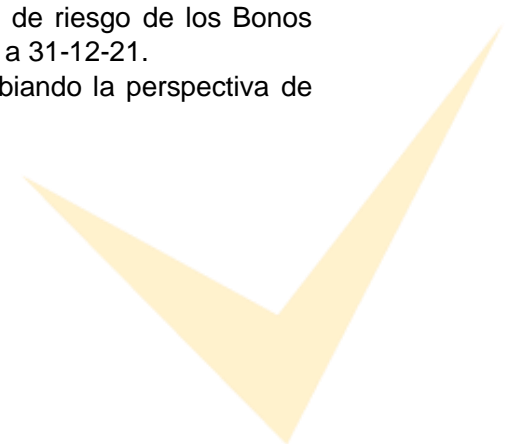 de riesgo de los Bonos
a 31-12-21.
biando la perspectiva de